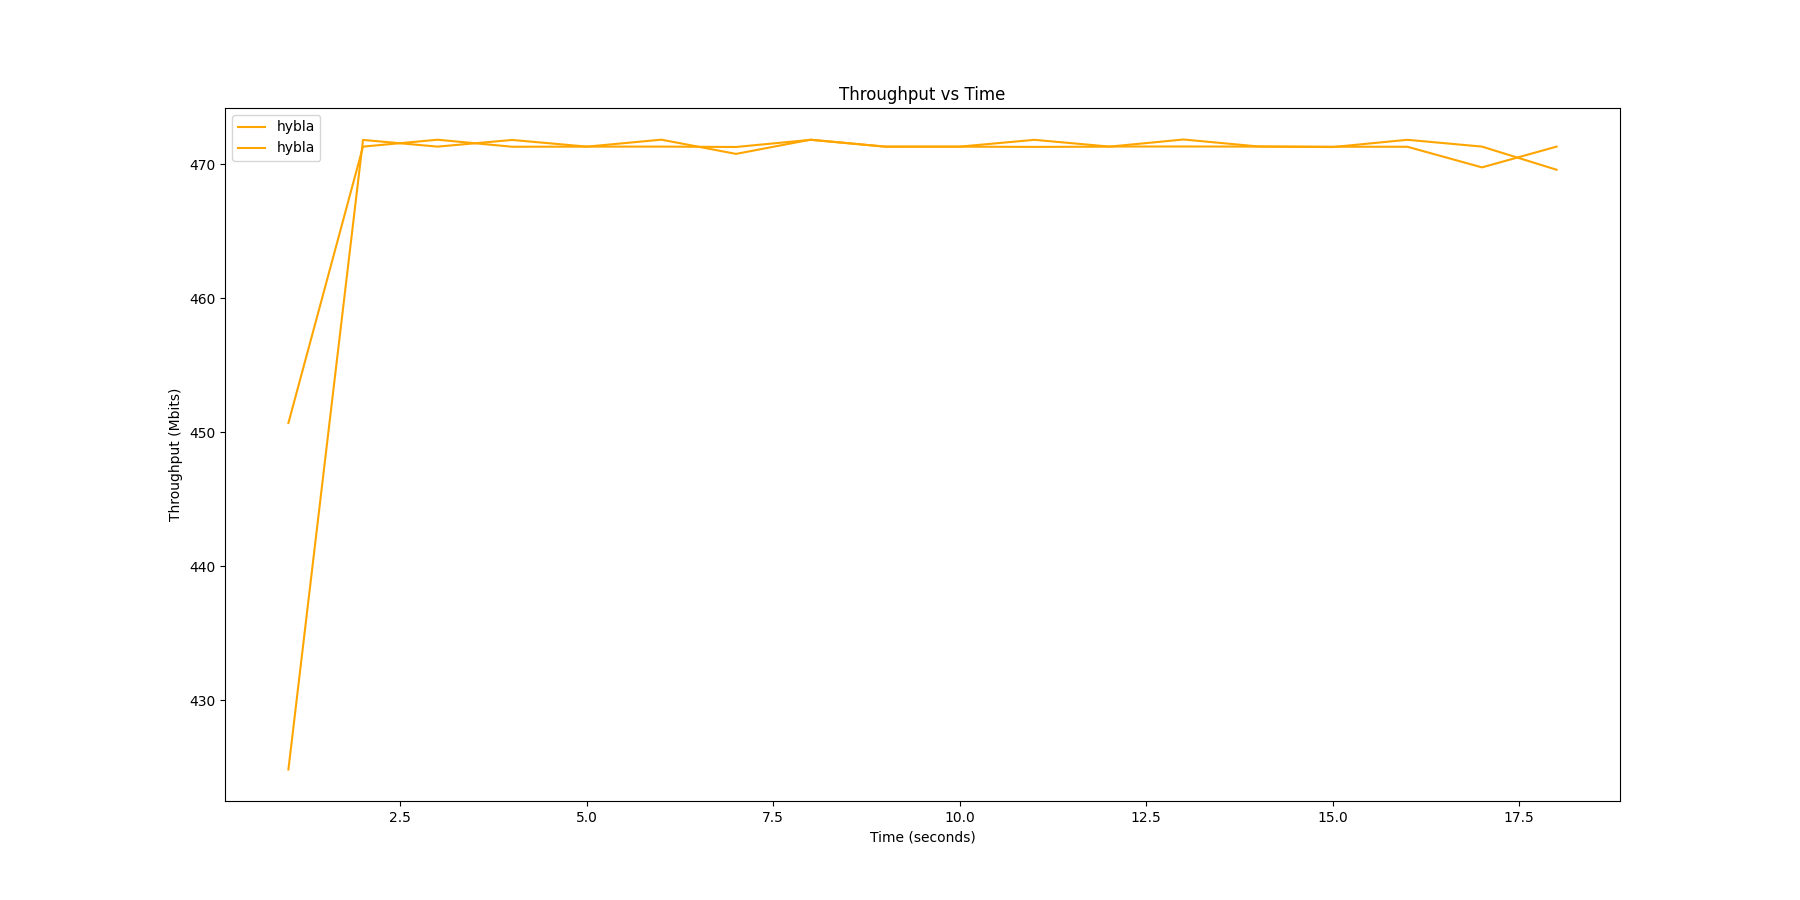 Throughput vs Time
hybla
hybla
Throughput (Mbits)
470
460
450
440
430
2.5 5.0 7.5 10.0 12.5 15.0 17.5
Time (seconds)